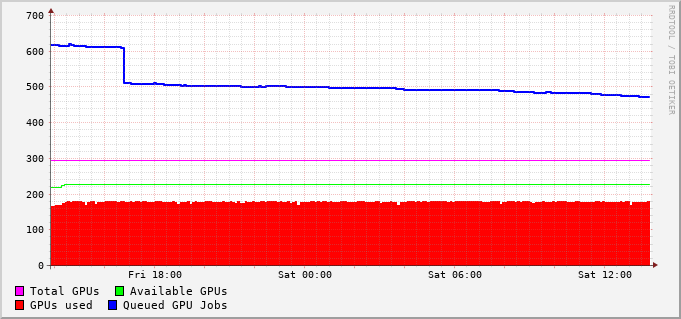 700
600
500
400
300
200
100
0
Fri 18:00 Sat 00:00 Sat 06:00 Sat 12:00
Total GPUs Available GPUs
GPUs used Queued GPU Jobs
RRDTOOL / TOBI OETIKER